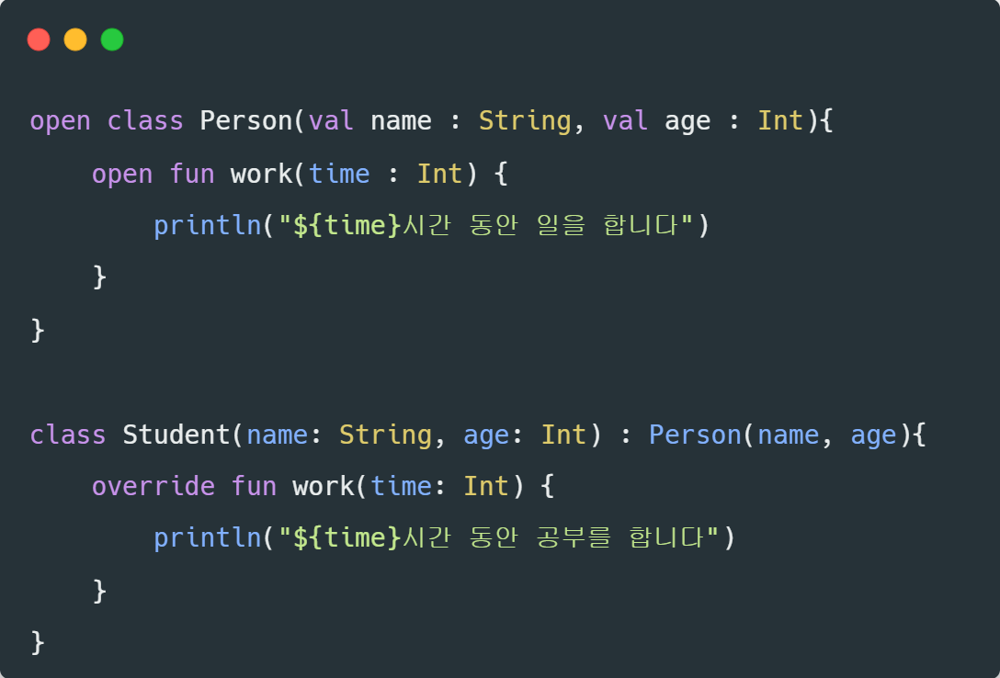 open class Person(val name : String, val age : Int){
    open fun work(time : Int) {
        println("${time}시간 동안 일을 합니다")
    }
}

class Student(name: String, age: Int) : Person(name, age){
    override fun work(time: Int) {
        println("${time}시간 동안 공부를 합니다")
    }
}